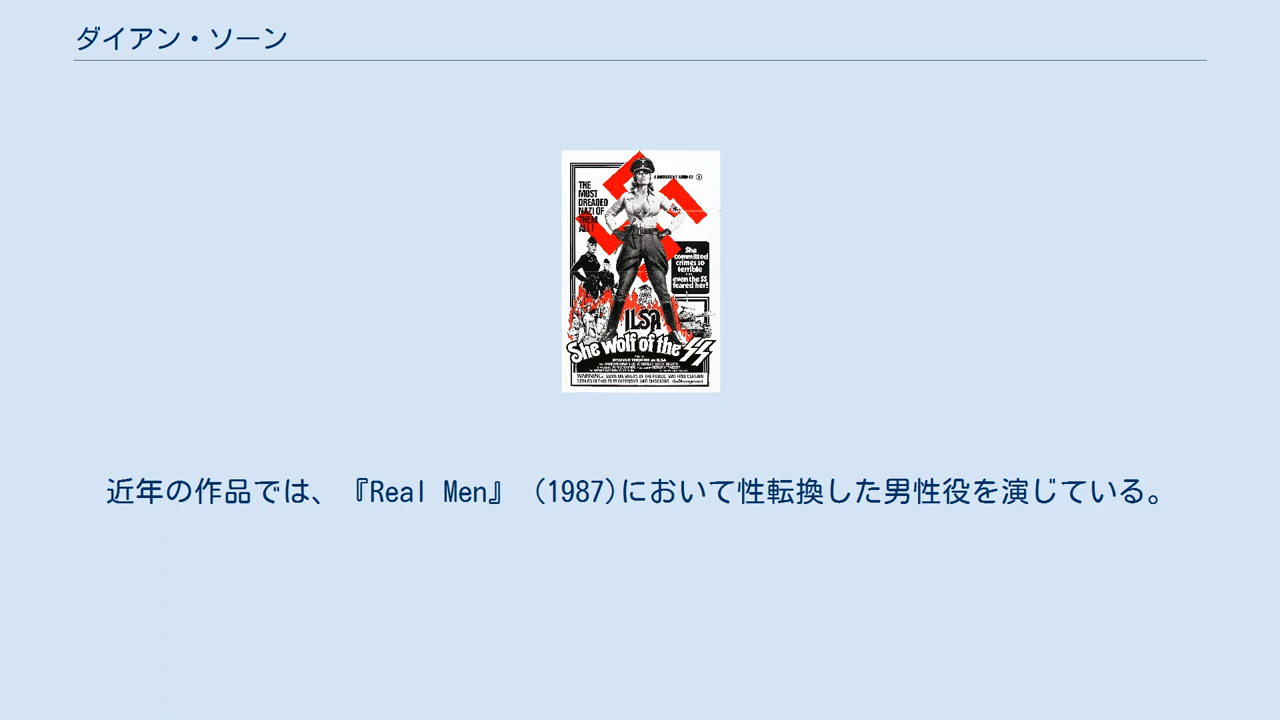 ダイアン・ソーン
THE
MOST
DREADED
NAZI OF
THEM
ALL!
She
committed
crimes so
terrible
even the SS
feared her!
ILSA
She Wolf of the SS
近年の作品では、『Real Men』 (1987)において性転換した男性役を演じている。